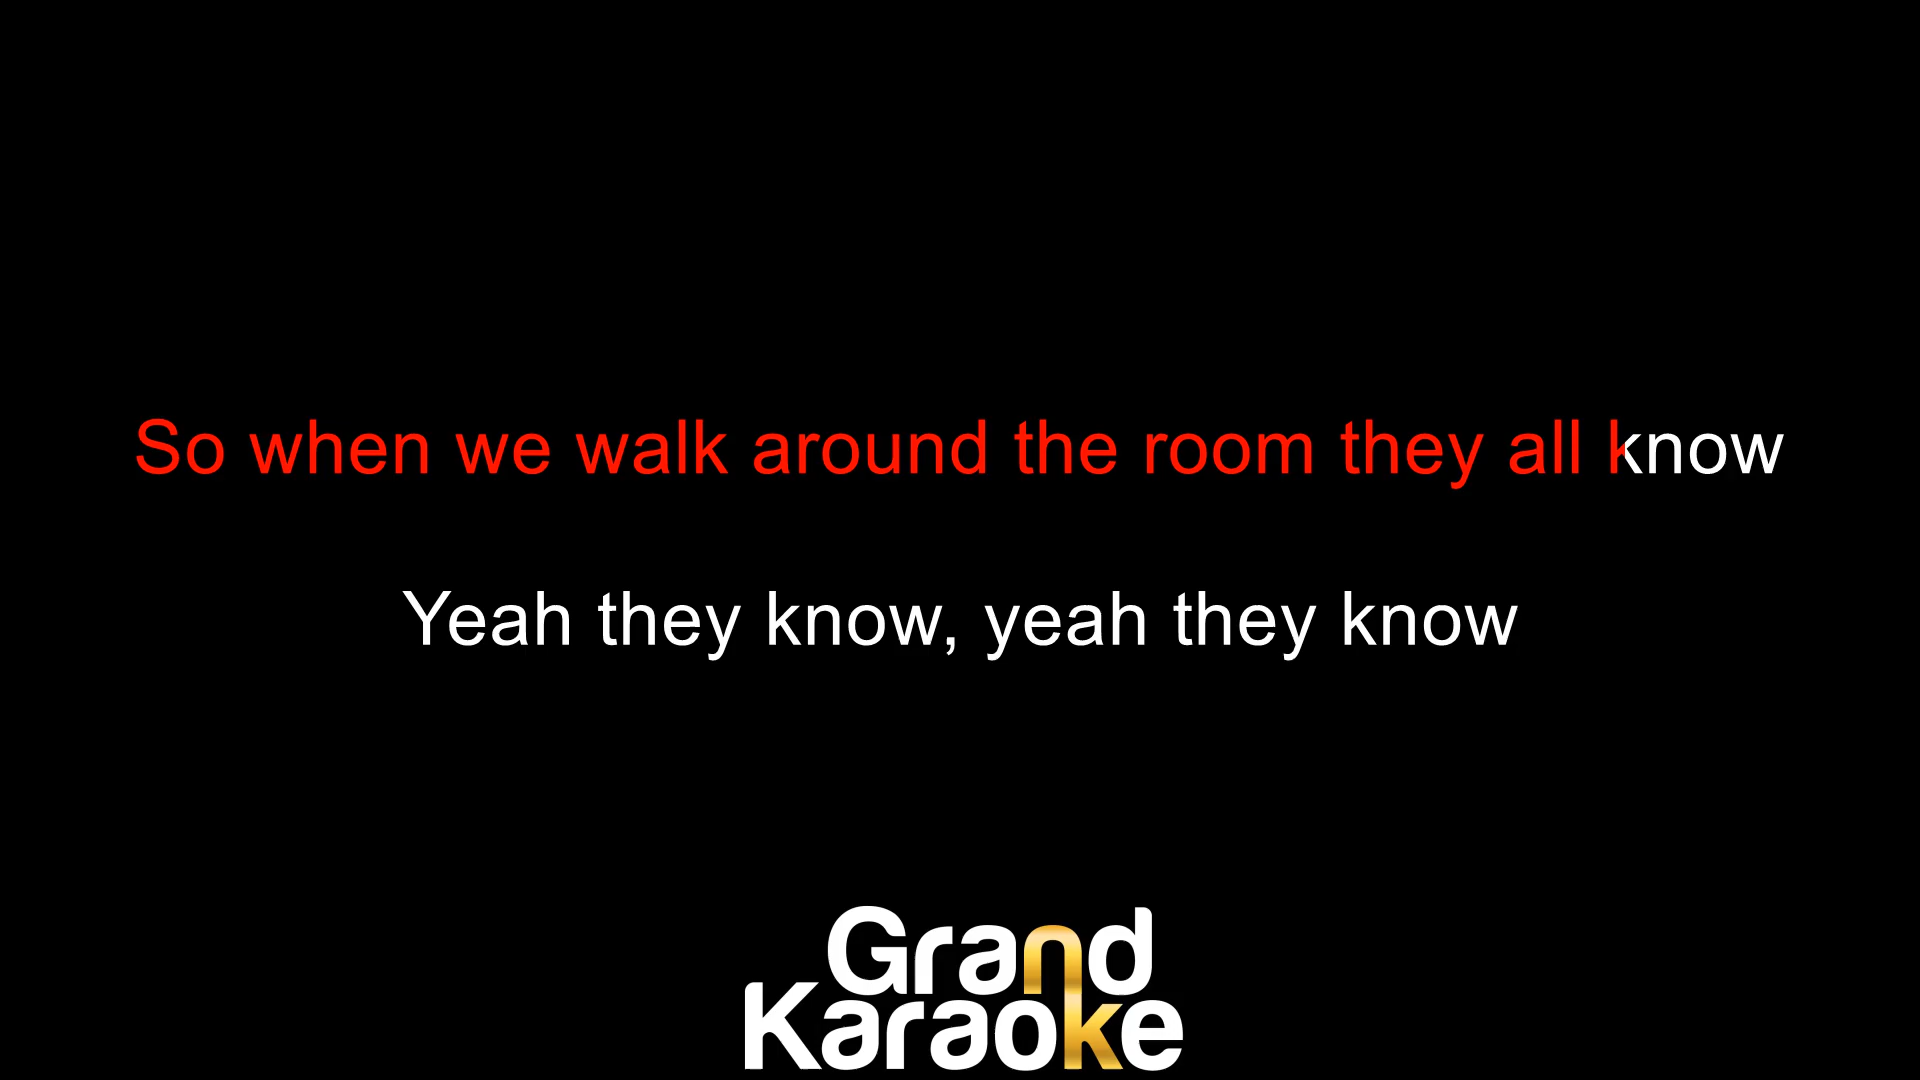 So when we walk around the room they all know
Yeah they know, yeah they know
Grand
Karaoke